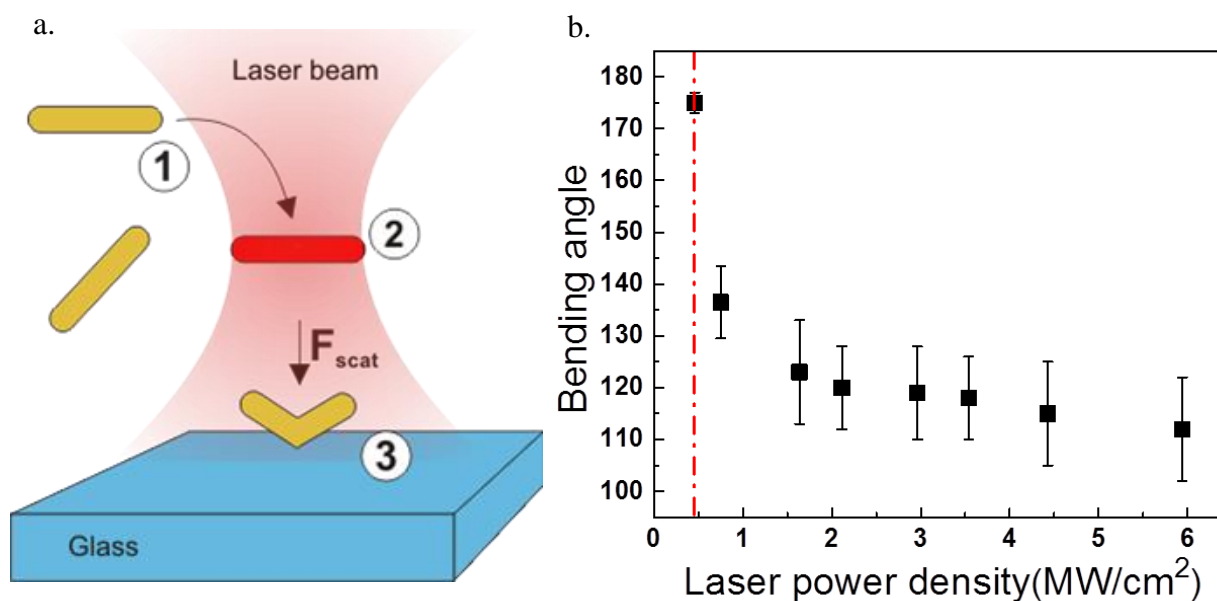 a.
Laser beam
1
2
F scat
3
Glass
b.
Bending angle
180
170
160
150
140
130
120
110
100
0 1 2 3 4 5 6
Laser power density(MW/cm²)